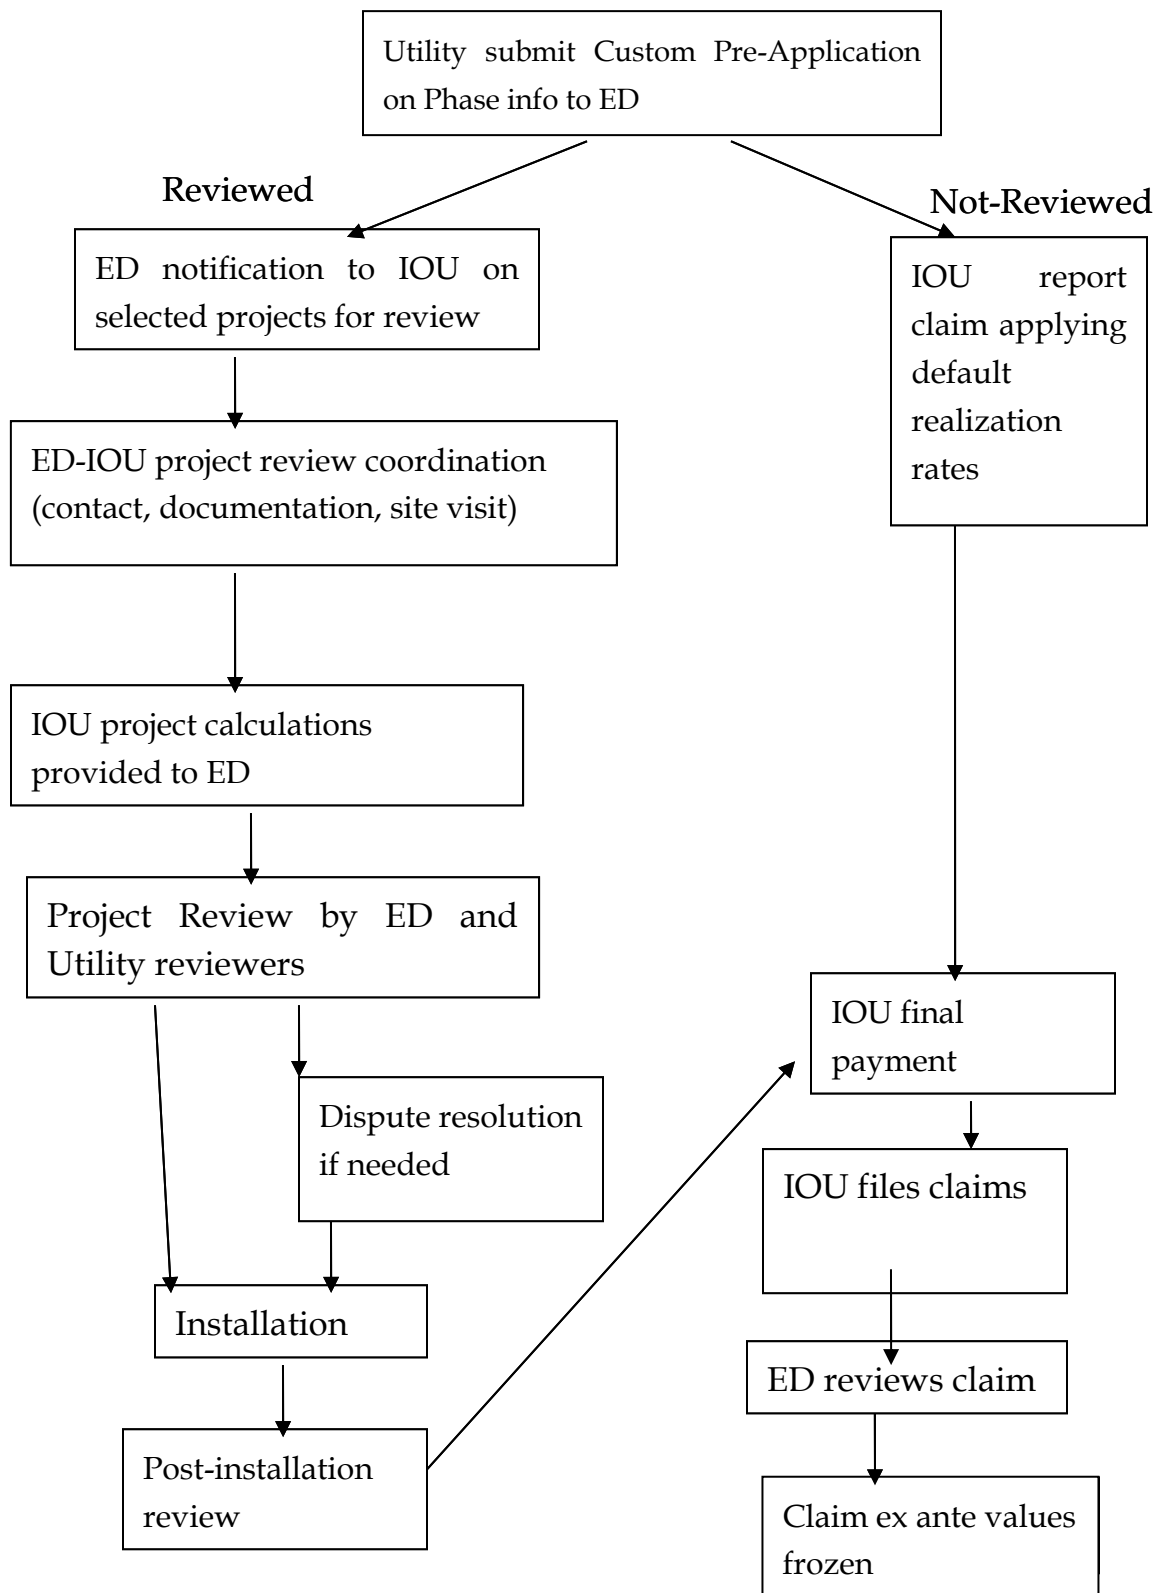 Utility submit Custom Pre-Application
on Phase info to ED
Reviewed
Not-Reviewed
ED notification to IOU on
selected projects for review
IOU report
claim applying
default
realization
rates
ED-IOU project review coordination
(contact, documentation, site visit)
IOU project calculations
provided to ED
Project Review by ED and
Utility reviewers
Dispute resolution
if needed
Installation
Post-installation
review
IOU final
payment
IOU files claims
ED reviews claim
Claim ex ante values
frozen